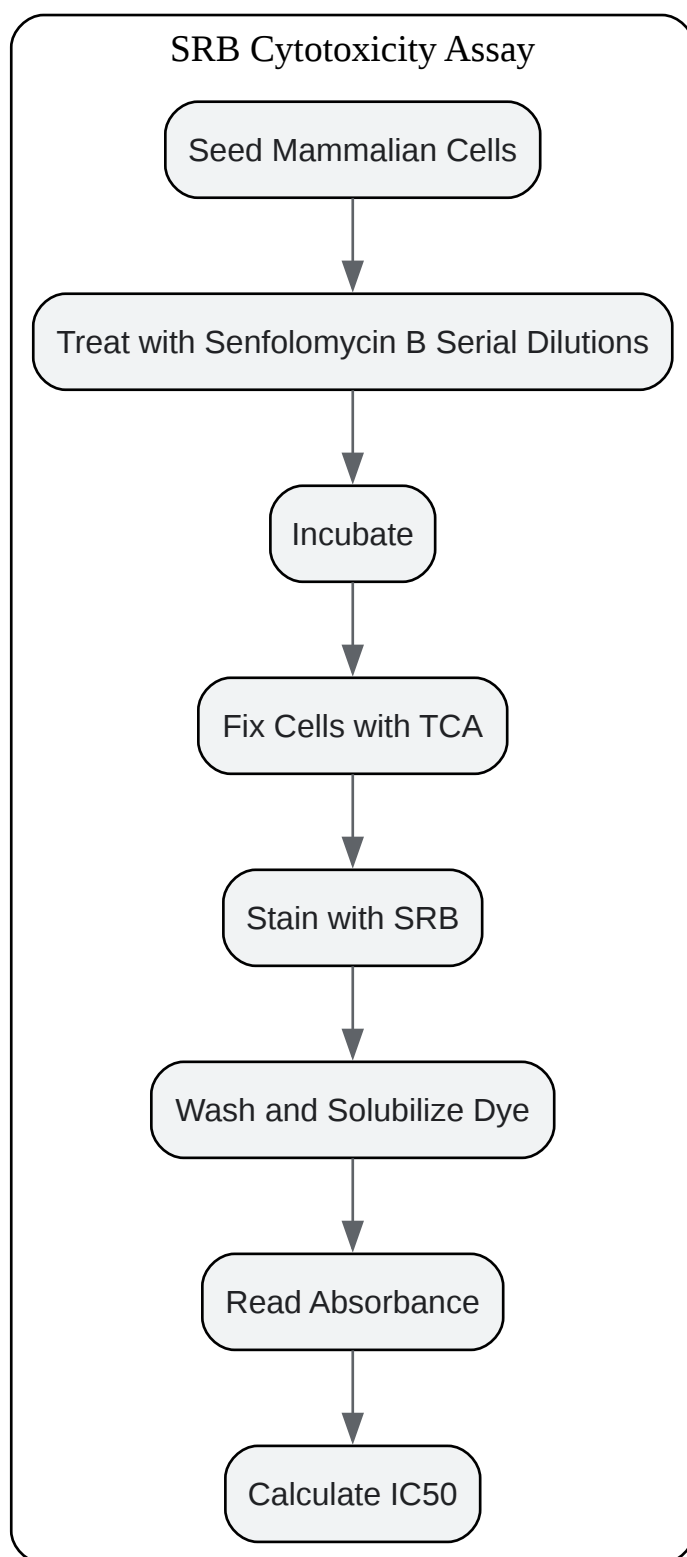 SRB Cytotoxicity Assay
Seed Mammalian Cells
Treat with Senfolomycin B Serial Dilutions
Incubate
Fix Cells with TCA
Stain with SRB
Wash and Solubilize Dye
Read Absorbance
Calculate IC50